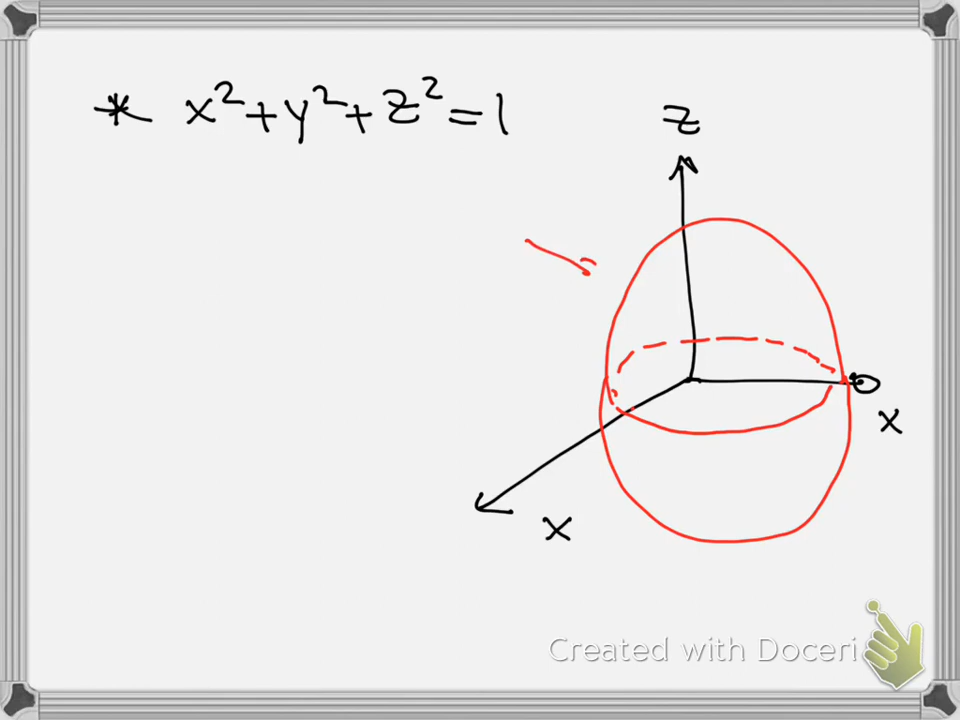 * x²+y²+z²=1
z
x
x
Created with Doceri